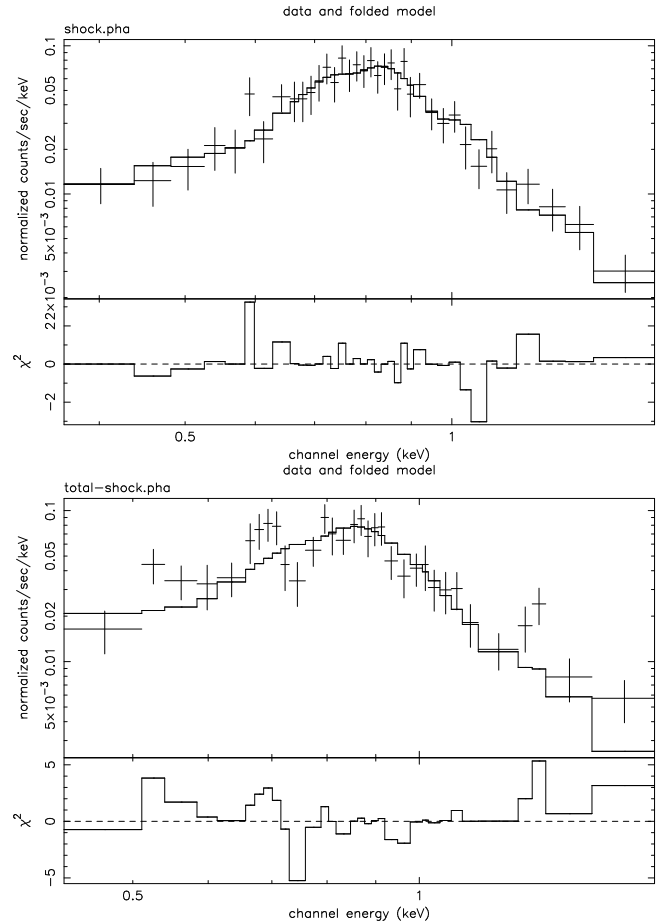 data and folded model
shock.pha
0.1
0.05
0.02
0.01
5×10⁻³
2×10⁻³
normalized counts/sec/keV
2
0
−2
χ²
0.5 1
channel energy (keV)
data and folded model
total−shock.pha
0.1
0.05
0.02
0.01
5×10⁻³
normalized counts/sec/keV
5
0
−5
χ²
0.5 1
channel energy (keV)